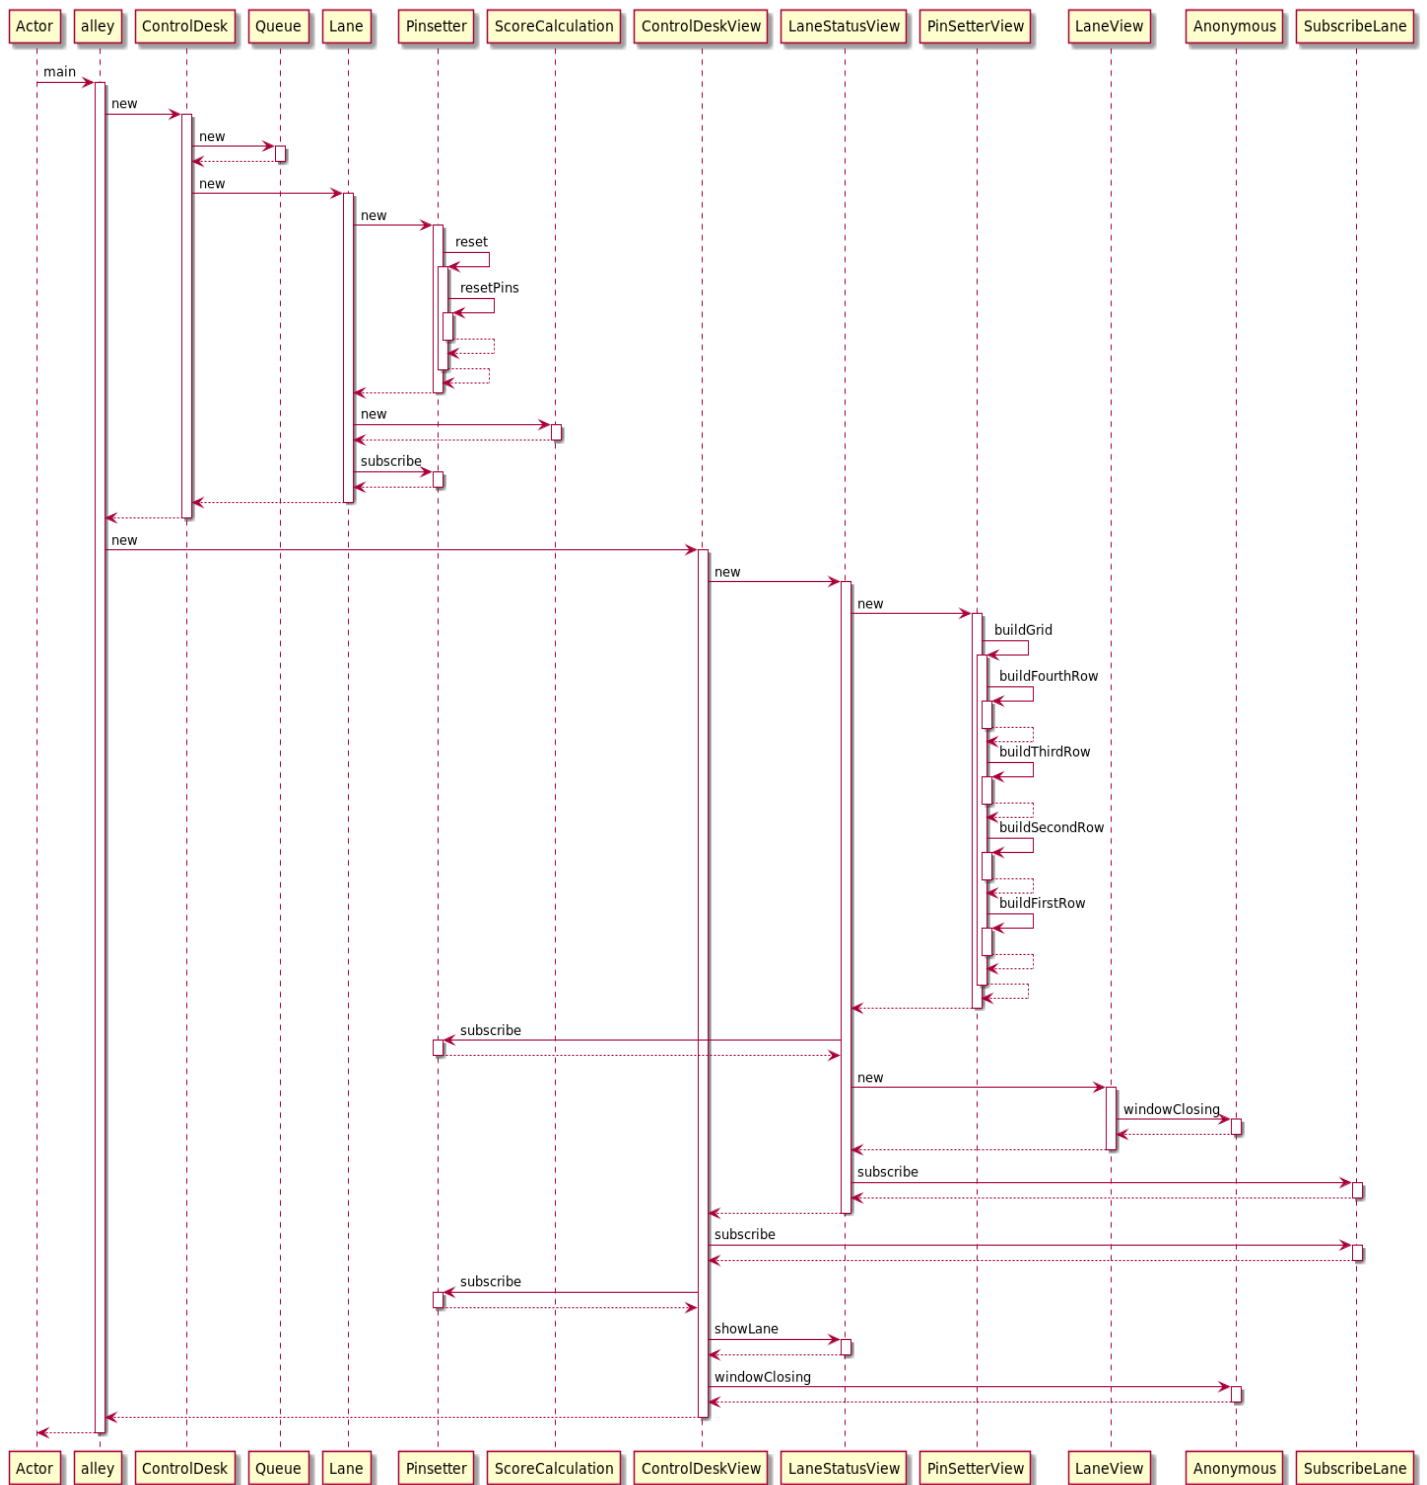 Actor alley ControlDesk Queue Lane Pinsetter ScoreCalculation ControlDeskView LaneStatusView PinSetterView LaneView Anonymous SubscribeLane
main
new
new
new
new
reset
resetPins
new
subscribe
new
new
new
buildGrid
buildFourthRow
buildThirdRow
buildSecondRow
buildFirstRow
subscribe
new
windowClosing
subscribe
subscribe
subscribe
showLane
windowClosing
Actor alley ControlDesk Queue Lane Pinsetter ScoreCalculation ControlDeskView LaneStatusView PinSetterView LaneView Anonymous SubscribeLane